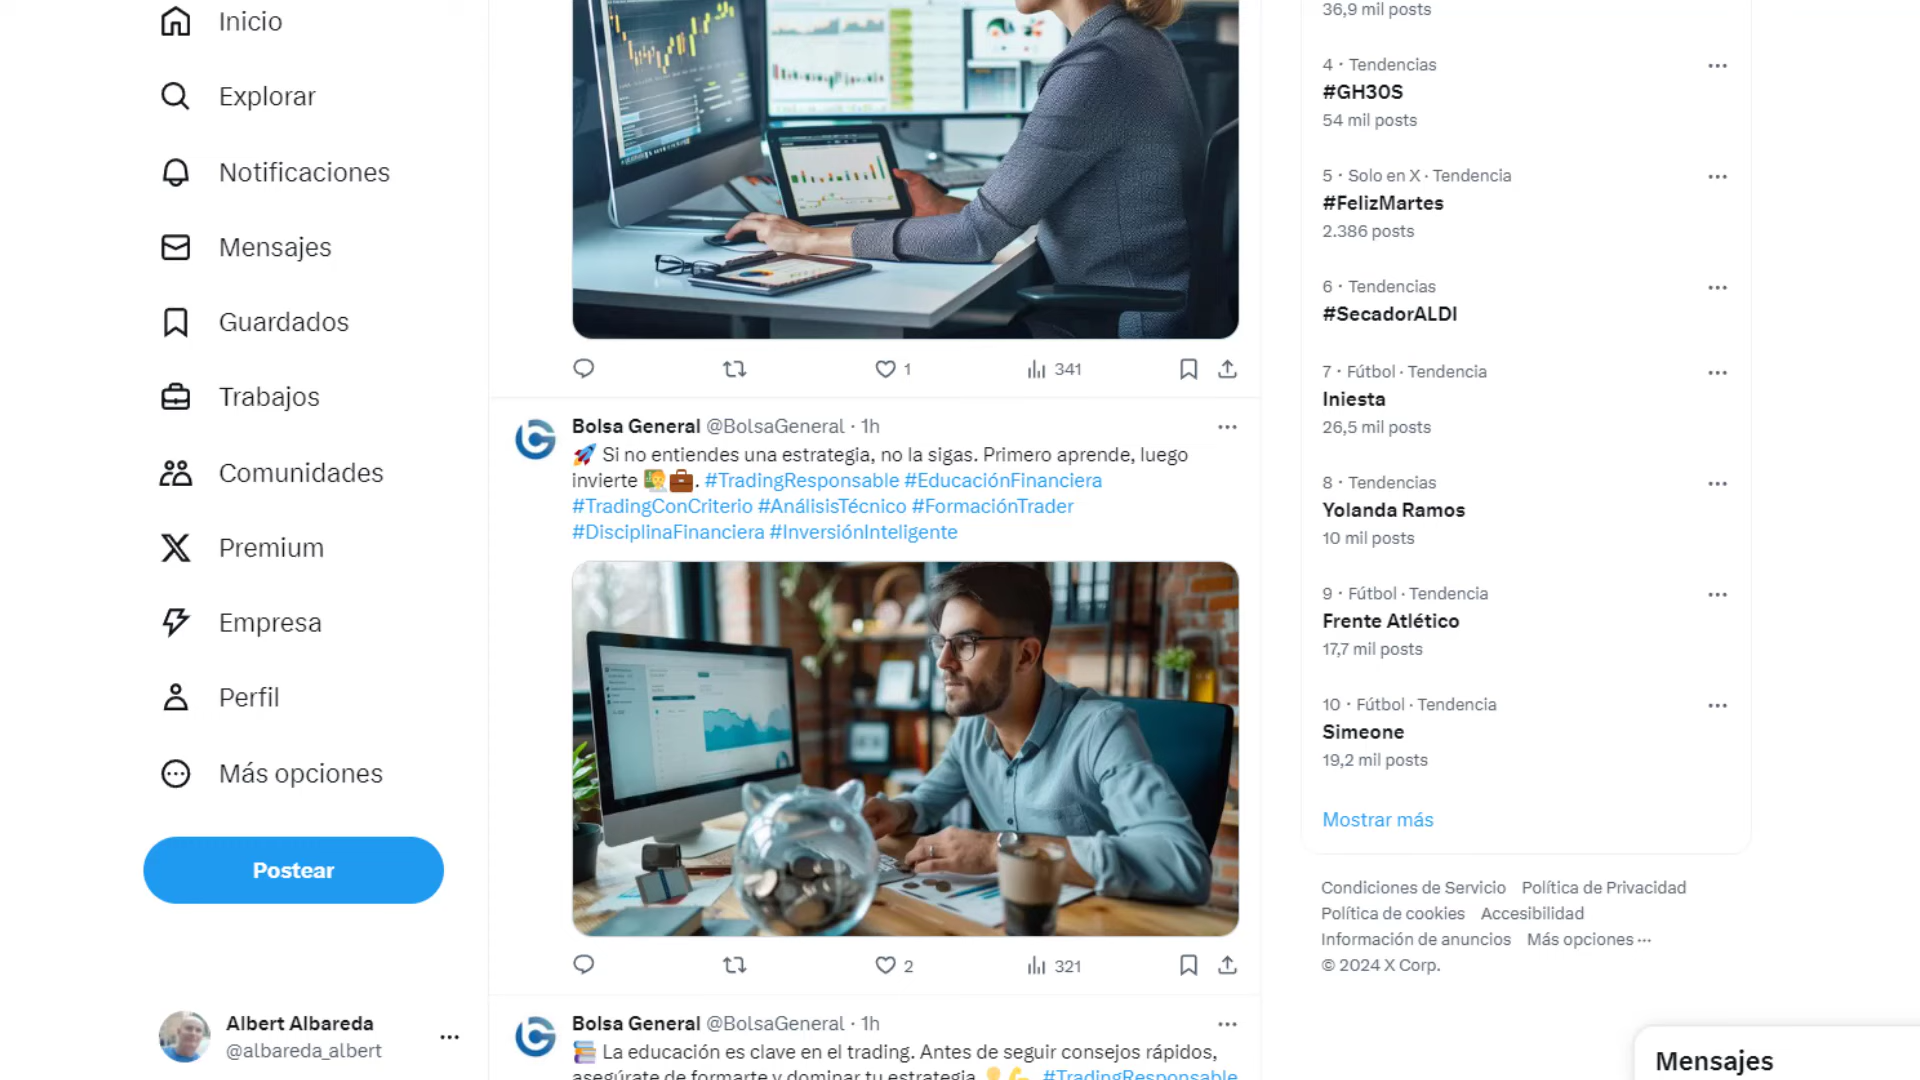 Inicio
Explorar
Notificaciones
Mensajes
Guardados
Trabajos
Comunidades
Premium
Empresa
Perfil
Más opciones
Postear
Albert Albareda
@albareda_albert
1
341
Bolsa General @BolsaGeneral · 1h
🚀 Si no entiendes una estrategia, no la sigas. Primero aprende, luego
invierte 🧑‍🏫💼. #TradingResponsable #EducaciónFinanciera
#TradingConCriterio #AnálisisTécnico #FormaciónTrader
#DisciplinaFinanciera #InversiónInteligente
2
321
Bolsa General @BolsaGeneral · 1h
📚 La educación es clave en el trading. Antes de seguir consejos rápidos,
asegúrate de formarte y dominar tu estrategia #TradingResponsable
36,9 mil posts
4 · Tendencias
#GH30S
54 mil posts
5 · Solo en X · Tendencia
#FelizMartes
2.386 posts
6 · Tendencias
#SecadorALDI
7 · Fútbol · Tendencia
Iniesta
26,5 mil posts
8 · Tendencias
Yolanda Ramos
10 mil posts
9 · Fútbol · Tendencia
Frente Atlético
17,7 mil posts
10 · Fútbol · Tendencia
Simeone
19,2 mil posts
Mostrar más
Condiciones de Servicio Política de Privacidad
Política de cookies Accesibilidad
Información de anuncios Más opciones ···
© 2024 X Corp.
Mensajes